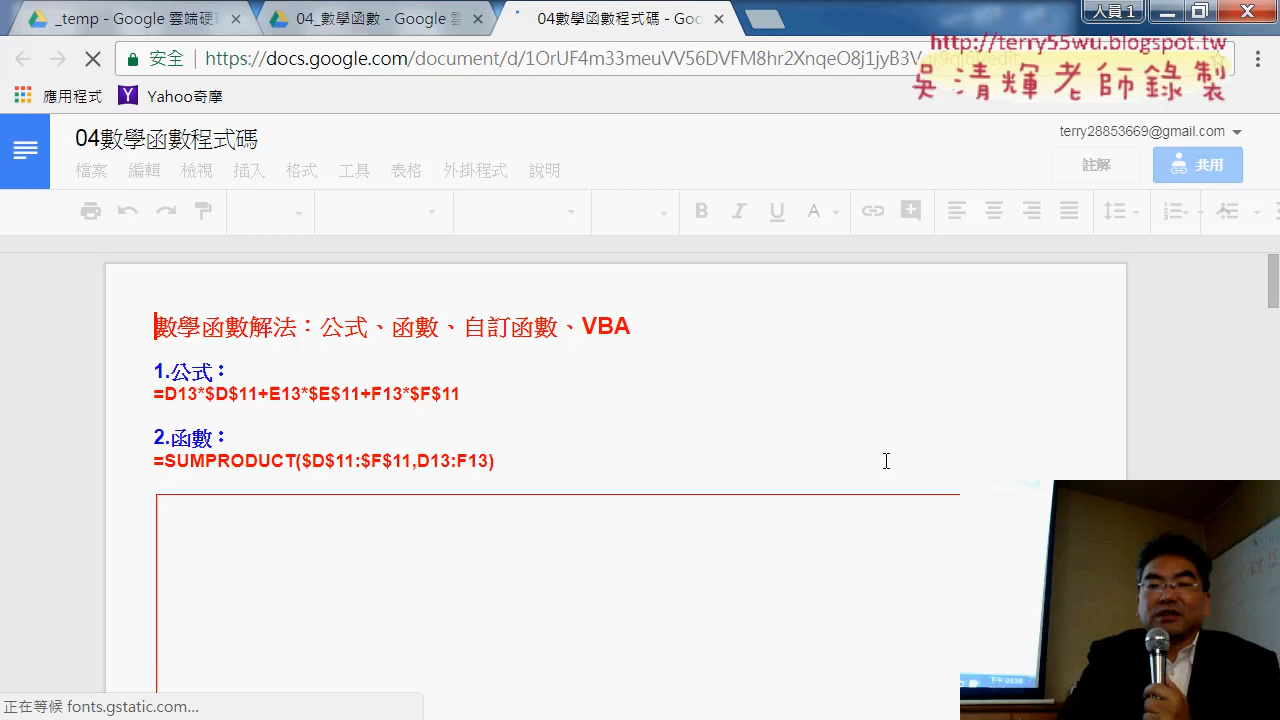 _temp - Google 雲端硬
04_數學函數 - Google 雲
04數學函數程式碼 - Goo
人員 1
http://terry55wu.blogspot.tw
吳清輝老師錄製
安全
https://docs.google.com/document/d/1OrUF4m33meuVV56DVFM8hr2XnqeO8j1jyB3V
應用程式
Yahoo奇摩
04數學函數程式碼
terry28853669@gmail.com
檔案 編輯 檢視 插入 格式 工具 表格 外掛程式 說明
註解
共用
B I U A
數學函數解法：公式、函數、自訂函數、VBA
1.公式：
=D13*$D$11+E13*$E$11+F13*$F$11
2.函數：
=SUMPRODUCT($D$11:$F$11,D13:F13)
正在等候 fonts.gstatic.com...